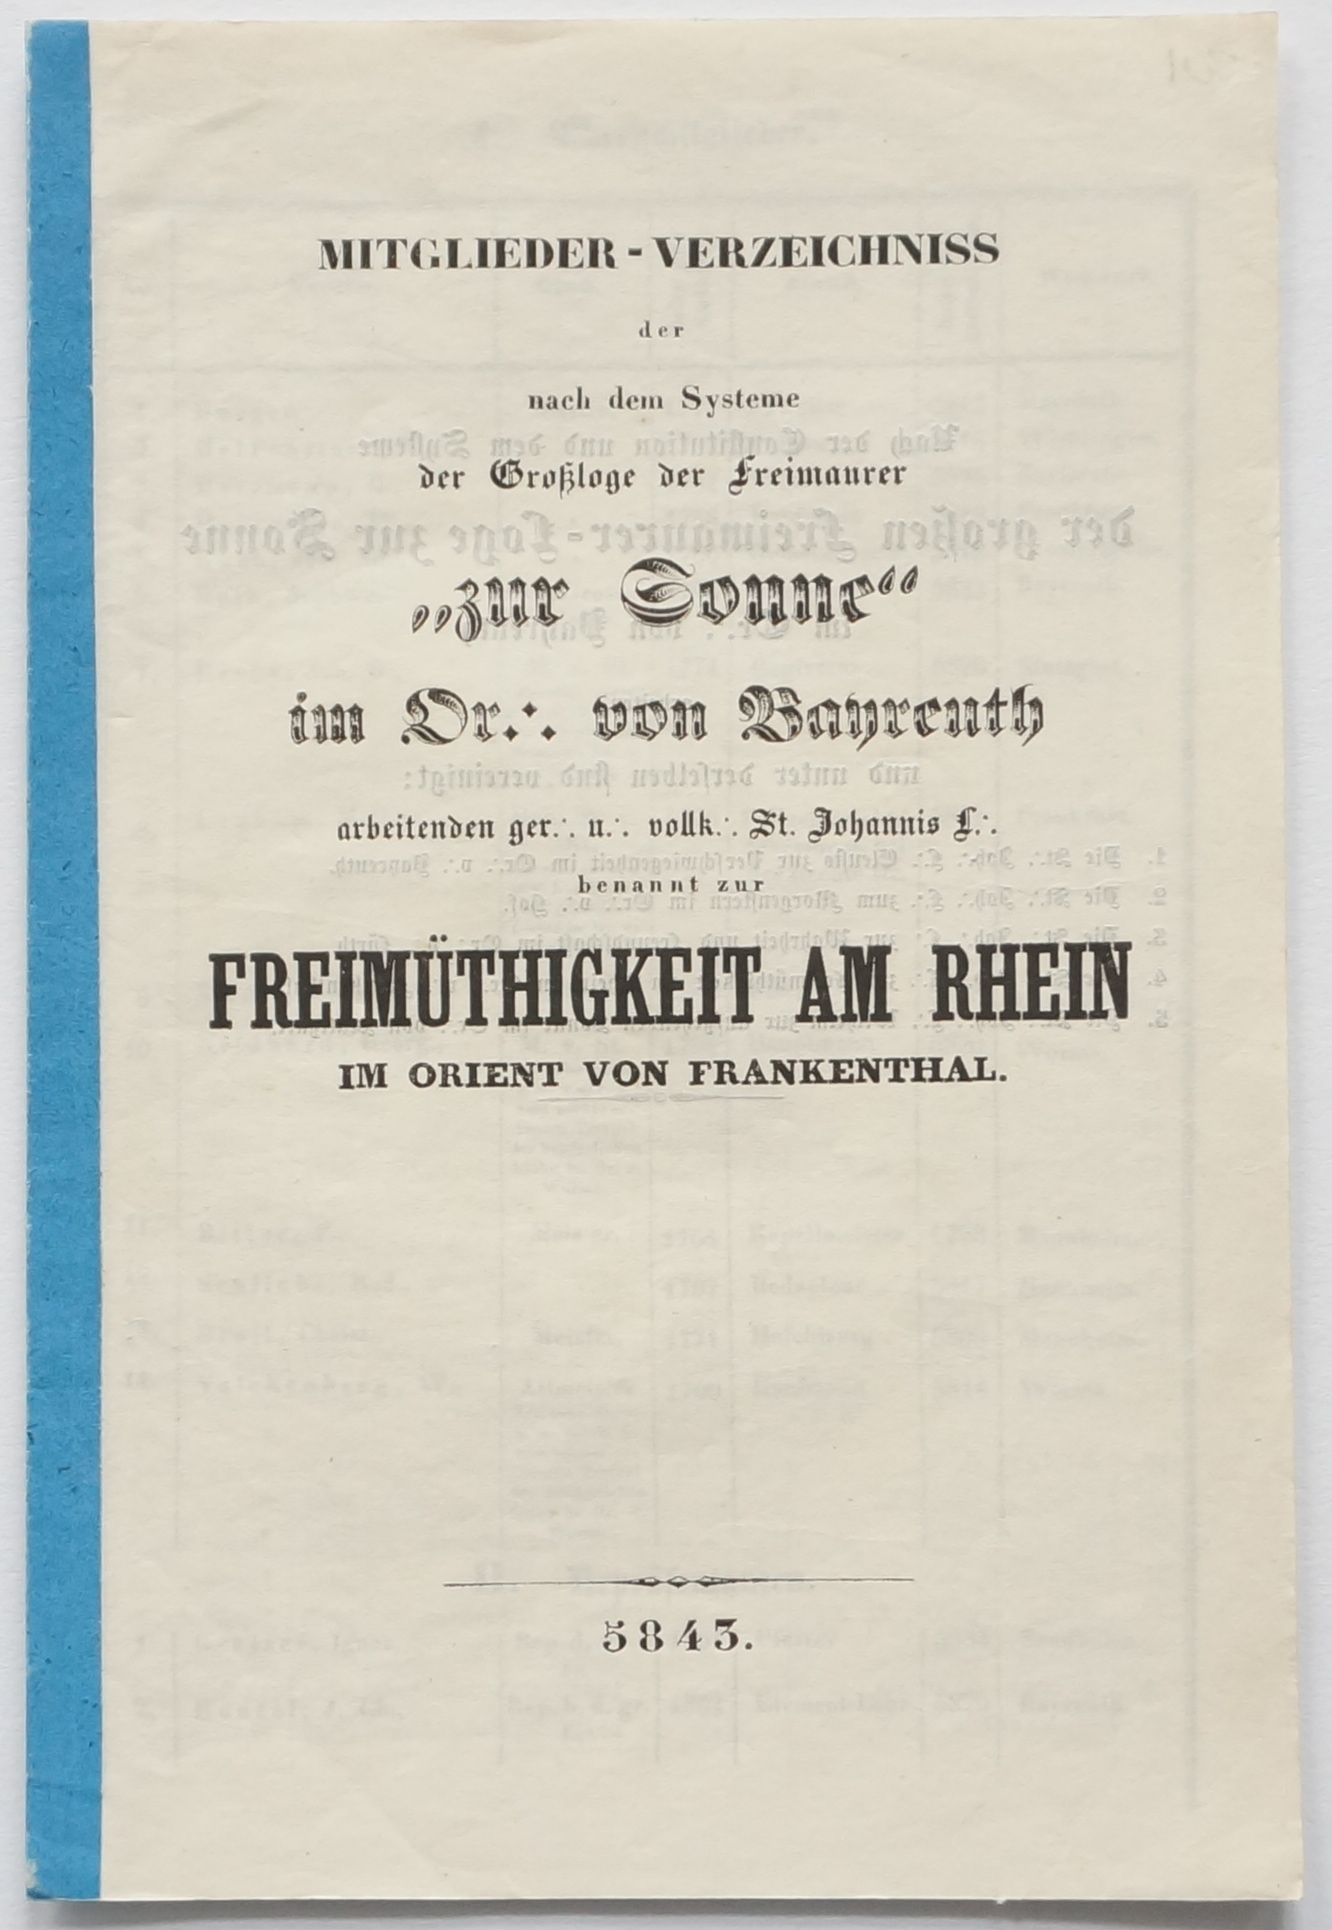 MITGLIEDER - VERZEICHNISS
der
nach dem Systeme
der Großloge der Freimaurer
„zur Sonne“
im Or.·. von Bayreuth
arbeitenden ger.·. u.·. vollk.·. St. Johannis L.·.
benannt zur
FREIMÜTHIGKEIT AM RHEIN
IM ORIENT VON FRANKENTHAL.
5843.